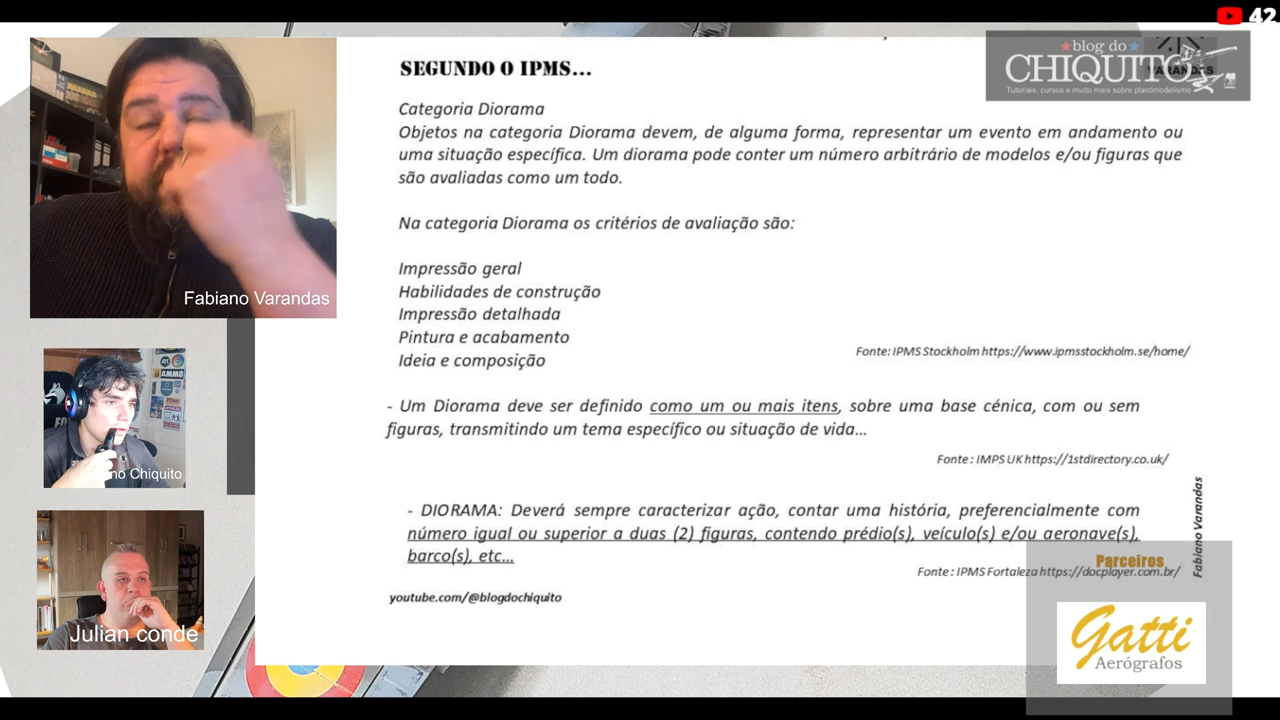 42
blog do
CHIQUITO
VARANDAS
Tutoriais, cursos e muito mais sobre plastimodelismo
SEGUNDO O IPMS...
Categoria Diorama
Objetos na categoria Diorama devem, de alguma forma, representar um evento em andamento ou
uma situação específica. Um diorama pode conter um número arbitrário de modelos e/ou figuras que
são avaliadas como um todo.
Na categoria Diorama os critérios de avaliação são:
Impressão geral
Habilidades de construção
Impressão detalhada
Pintura e acabamento
Ideia e composição
Fonte: IPMS Stockholm https://www.ipmsstockholm.se/home/
- Um Diorama deve ser definido como um ou mais itens, sobre uma base cénica, com ou sem
figuras, transmitindo um tema específico ou situação de vida...
Fonte : IMPS UK https://1stdirectory.co.uk/
- DIORAMA: Deverá sempre caracterizar ação, contar uma história, preferencialmente com
número igual ou superior a duas (2) figuras, contendo prédio(s), veículo(s) e/ou aeronave(s),
barco(s), etc...
Fonte : IPMS Fortaleza https://docplayer.com.br/
youtube.com/@blogdochiquito
Fabiano Varandas
Fabiano Varandas
AMMO
Chiquito
Julian conde
Parceiros
Gatti
Aerógrafos